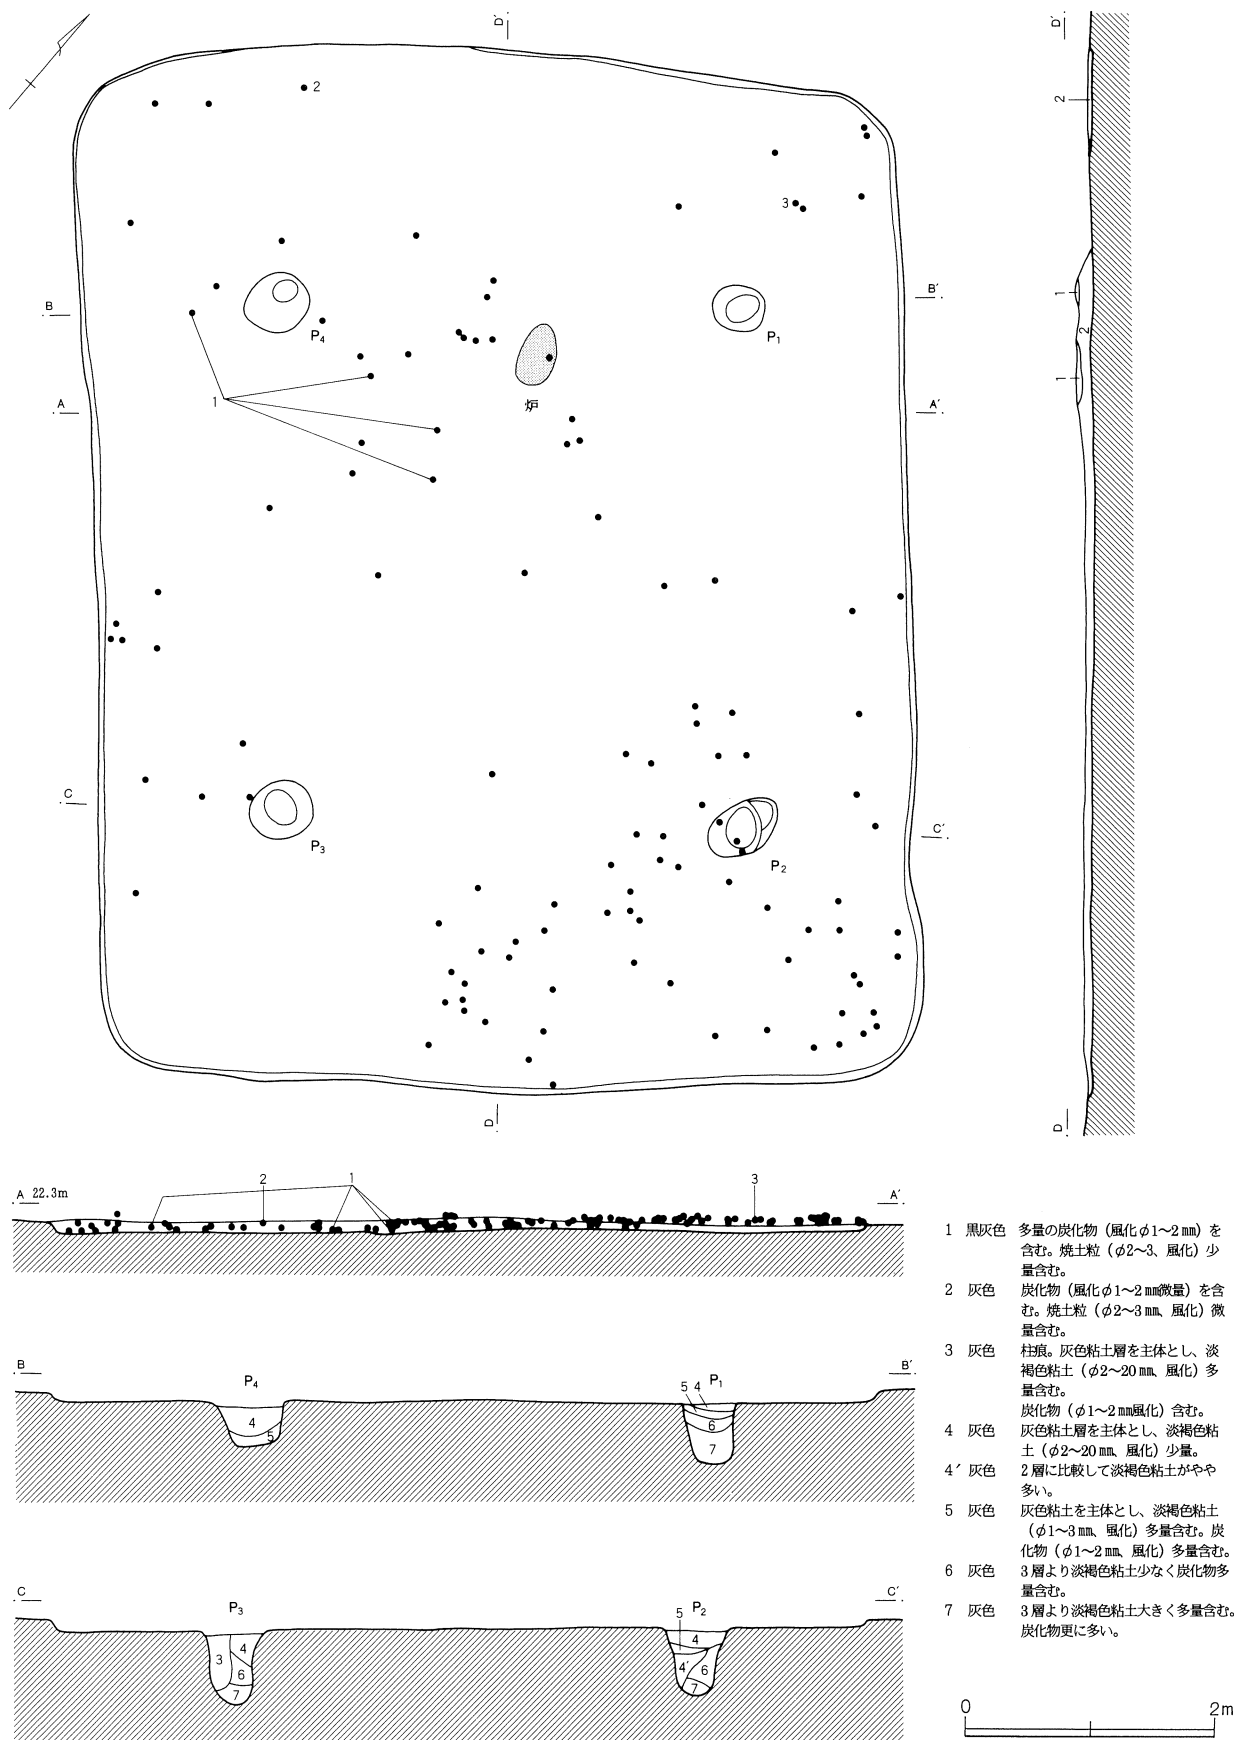 D′
2
3
B
B′
P₄
P₁
1
炉
A
A′
C
C′
P₃
P₂
D
D′
2
1
2
1
D
A 22.3m
2
1
3
A′
B
P₄
P₁
B′
4
5
5 4
6
7
C
P₃
P₂
C′
3
4
6
7
5
4
4′
6
7
1 黒灰色 多量の炭化物（風化φ1～2㎜）を
含む。焼土粒（φ2～3、風化）少
量含む。
2 灰色 炭化物（風化φ1～2㎜微量）を含
む。焼土粒（φ2～3㎜、風化）微
量含む。
3 灰色 柱痕。灰色粘土層を主体とし、淡
褐色粘土（φ2～20㎜、風化）多
量含む。
炭化物（φ1～2㎜風化）含む。
4 灰色 灰色粘土層を主体とし、淡褐色粘
土（φ2～20㎜、風化）少量。
4′ 灰色 2層に比較して淡褐色粘土がやや
多い。
5 灰色 灰色粘土を主体とし、淡褐色粘土
（φ1～3㎜、風化）多量含む。炭
化物（φ1～2㎜、風化）多量含む。
6 灰色 3層より淡褐色粘土少なく炭化物多
量含む。
7 灰色 3層より淡褐色粘土大きく多量含む。
炭化物更に多い。
0 2m